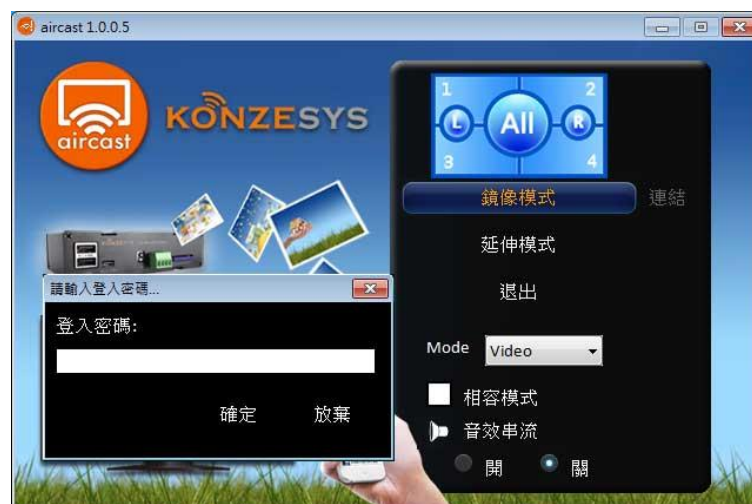 aircast 1.0.0.5
aircast
KONZESYS
1 2
L All R
3 4
鏡像模式 連結
延伸模式
退出
Mode Video
相容模式
音效串流
開 關
請輸入登入密碼...
登入密碼:
確定 放棄